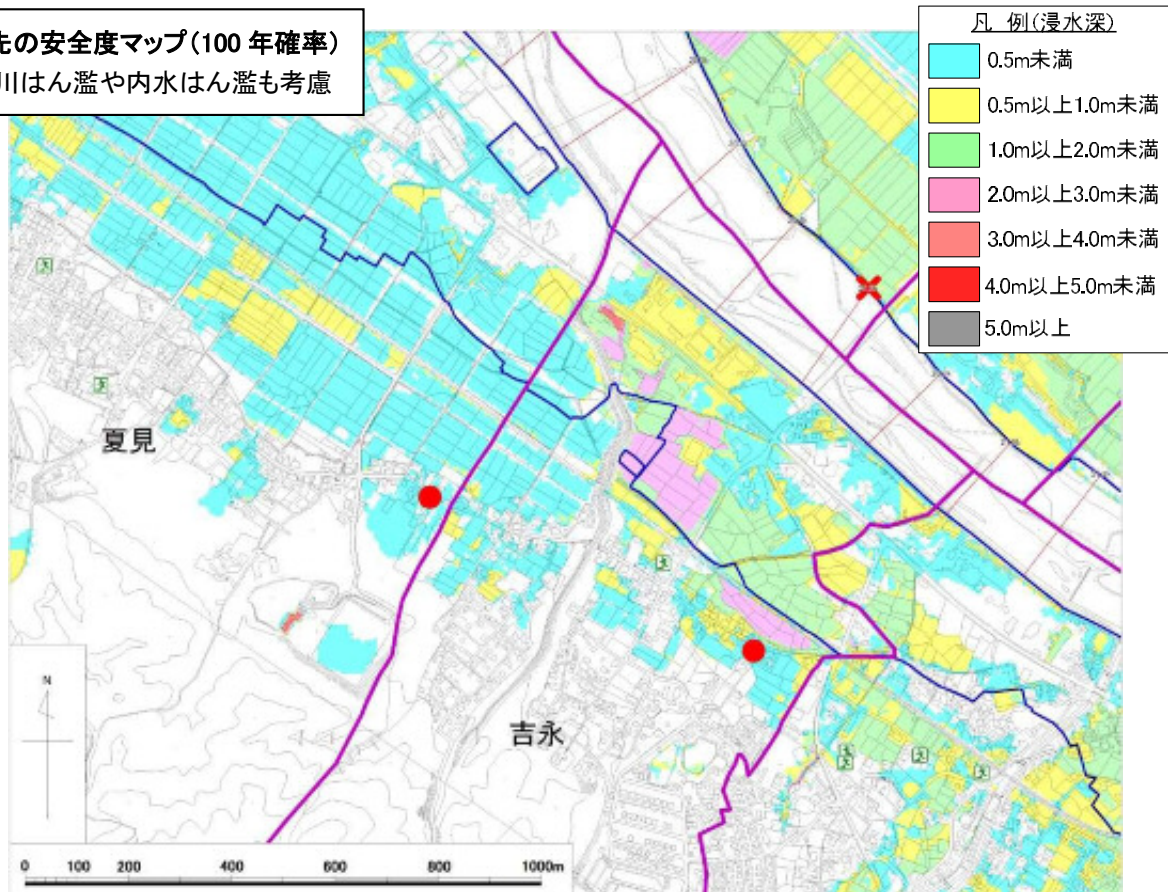 先の安全度マップ(100年確率)
川はん濫や内水はん濫も考慮
凡 例(浸水深)
0.5m未満
0.5m以上1.0m未満
1.0m以上2.0m未満
2.0m以上3.0m未満
3.0m以上4.0m未満
4.0m以上5.0m未満
5.0m以上
夏見
吉永
N
0 100 200 400 600 800 1000m